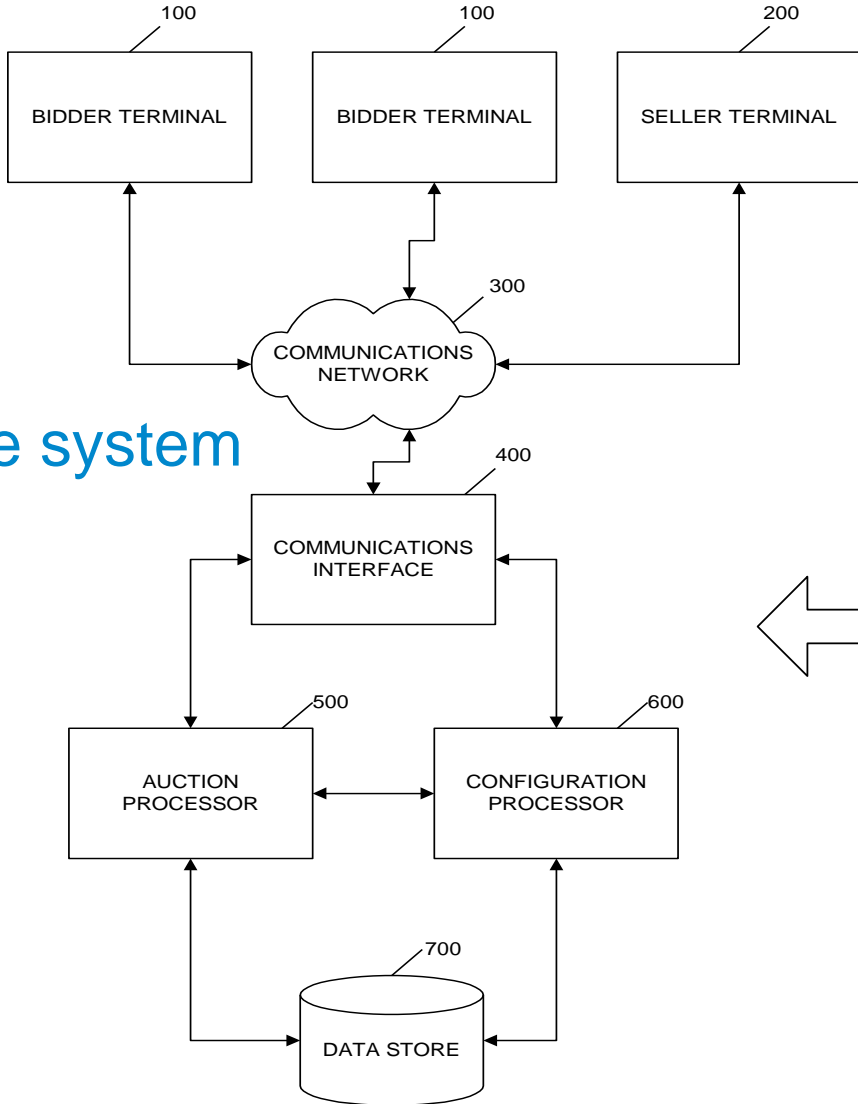 100
100
200
BIDDER TERMINAL
BIDDER TERMINAL
SELLER TERMINAL
300
COMMUNICATIONS
NETWORK
e system
400
COMMUNICATIONS
INTERFACE
500
600
AUCTION
PROCESSOR
CONFIGURATION
PROCESSOR
700
DATA STORE